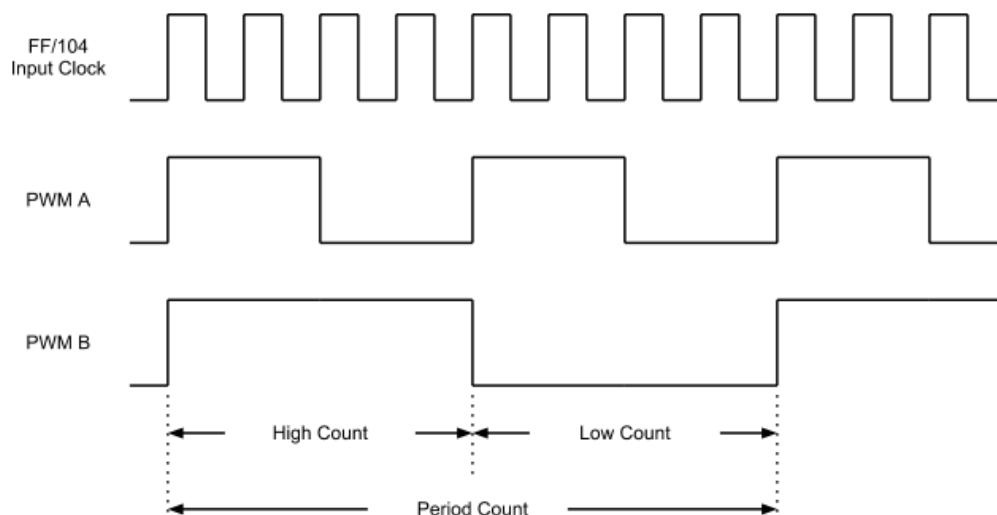 FF/104
Input Clock
PWM A
PWM B
High Count
Low Count
Period Count